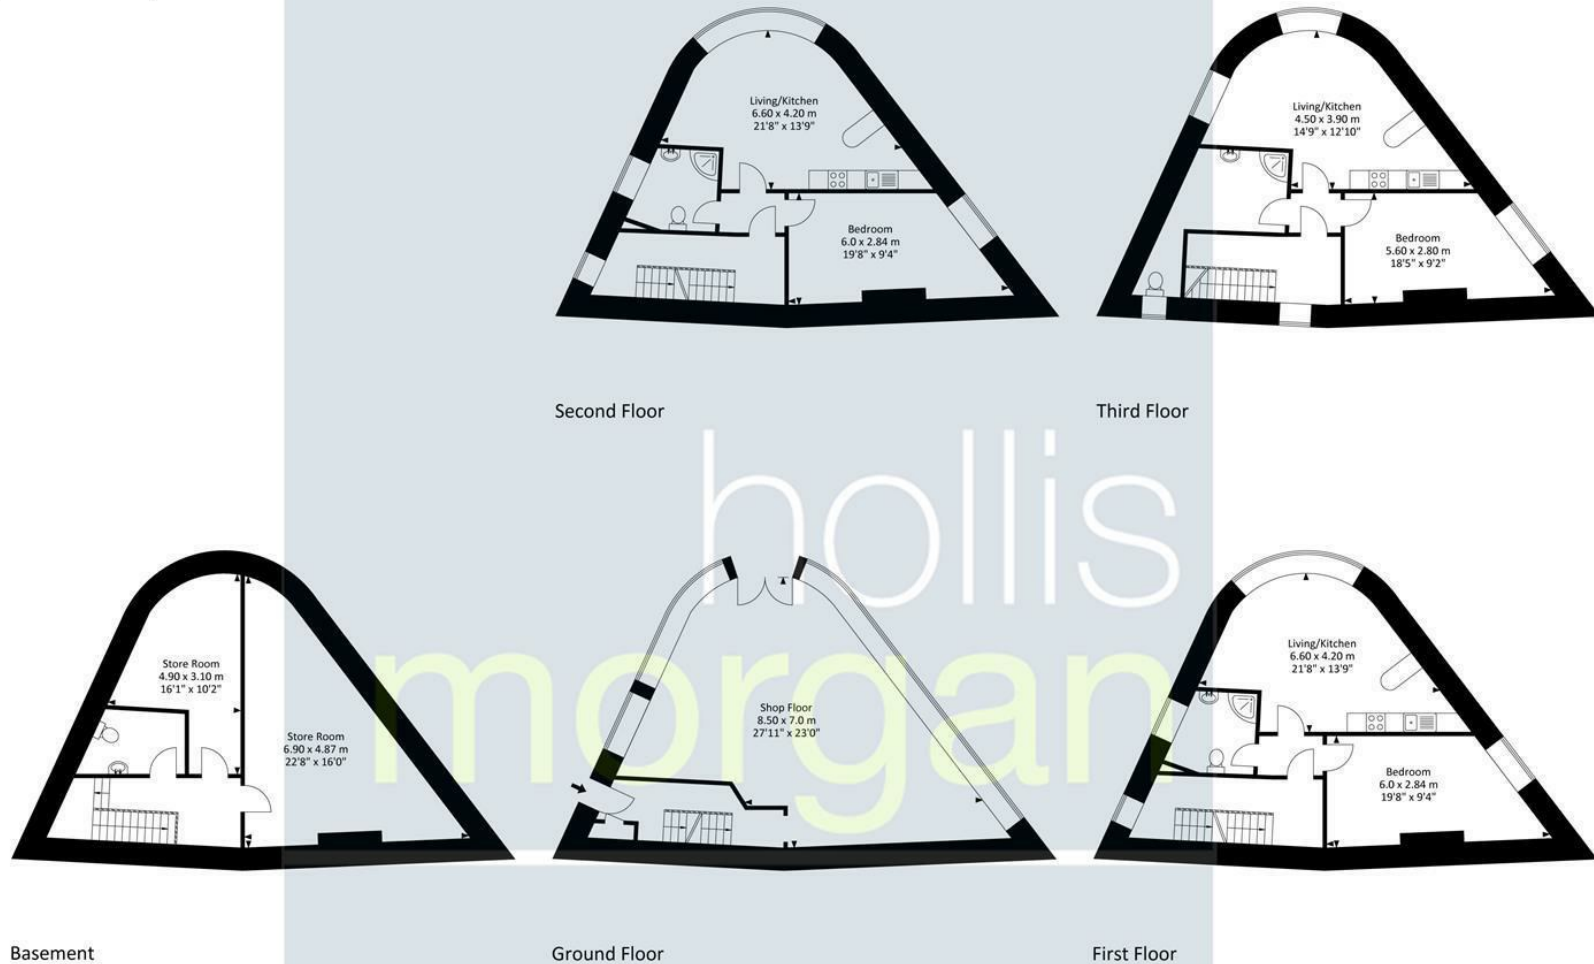 Living/Kitchen
6.60 x 4.20 m
21'8" x 13'9"
Bedroom
6.0 x 2.84 m
19'8" x 9'4"
Second Floor
Living/Kitchen
4.50 x 3.90 m
14'9" x 12'10"
Bedroom
5.60 x 2.80 m
18'5" x 9'2"
Third Floor
hollis
morgan
Store Room
4.90 x 3.10 m
16'1" x 10'2"
Store Room
6.90 x 4.87 m
22'8" x 16'0"
Basement
Shop Floor
8.50 x 7.0 m
27'11" x 23'0"
Ground Floor
Living/Kitchen
6.60 x 4.20 m
21'8" x 13'9"
Bedroom
6.0 x 2.84 m
19'8" x 9'4"
First Floor